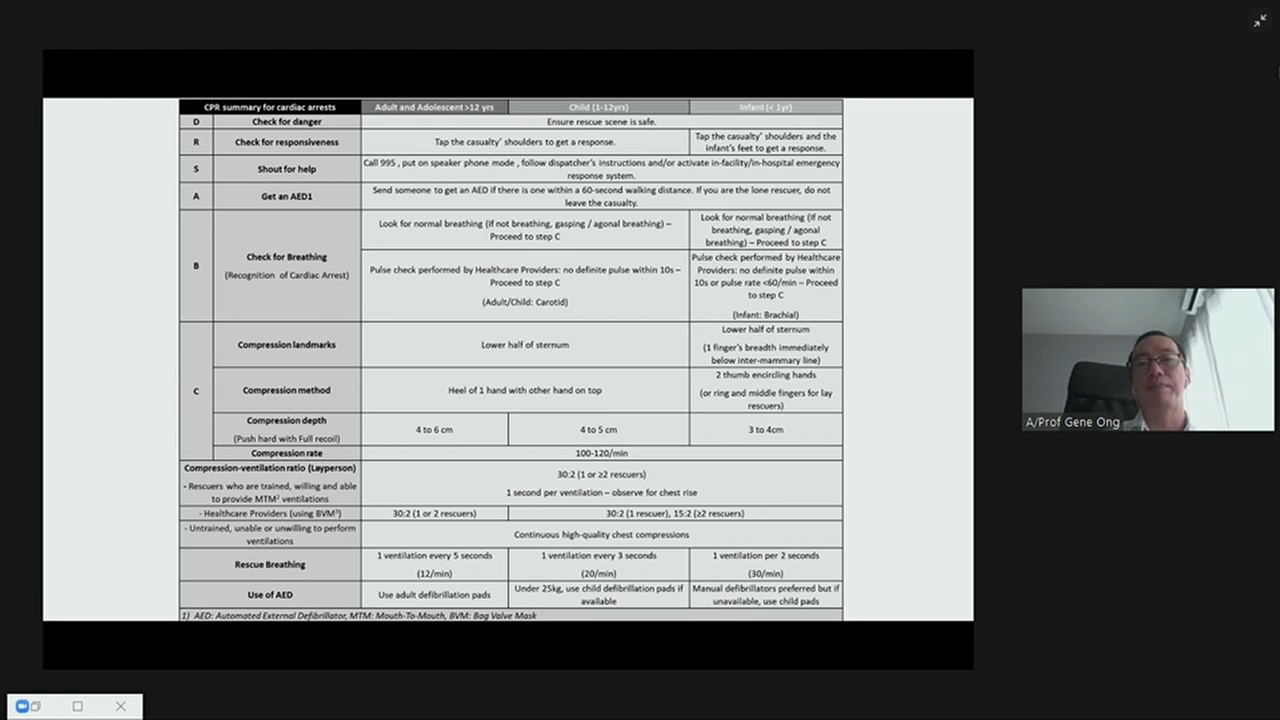 CPR summary for cardiac arrests
Adult and Adolescent >12 yrs
Child (1-12yrs)
Infant (< 1yr)
D
Check for danger
Ensure rescue scene is safe.
R
Check for responsiveness
Tap the casualty' shoulders to get a response.
Tap the casualty' shoulders and the
infant's feet to get a response.
S
Shout for help
Call 995 , put on speaker phone mode , follow dispatcher's instructions and/or activate in-facility/in-hospital emergency
response system.
A
Get an AED1
Send someone to get an AED if there is one within a 60-second walking distance. If you are the lone rescuer, do not
leave the casualty.
B
Check for Breathing
(Recognition of Cardiac Arrest)
Look for normal breathing (If not breathing, gasping / agonal breathing) –
Proceed to step C
Look for normal breathing (If not
breathing, gasping / agonal
breathing) – Proceed to step C
Pulse check performed by Healthcare Providers: no definite pulse within 10s –
Proceed to step C
(Adult/Child: Carotid)
Pulse check performed by Healthcare
Providers: no definite pulse within
10s or pulse rate <60/min – Proceed
to step C
(Infant: Brachial)
C
Compression landmarks
Lower half of sternum
Lower half of sternum
(1 finger's breadth immediately
below inter-mammary line)
Compression method
Heel of 1 hand with other hand on top
2 thumb encircling hands
(or ring and middle fingers for lay
rescuers)
Compression depth
(Push hard with Full recoil)
4 to 6 cm
4 to 5 cm
3 to 4cm
Compression rate
100-120/min
Compression-ventilation ratio (Layperson)
- Rescuers who are trained, willing and able
to provide MTM² ventilations
30:2 (1 or ≥2 rescuers)
1 second per ventilation – observe for chest rise
- Healthcare Providers (using BVM³)
30:2 (1 or 2 rescuers)
30:2 (1 rescuer), 15:2 (≥2 rescuers)
- Untrained, unable or unwilling to perform
ventilations
Continuous high-quality chest compressions
Rescue Breathing
1 ventilation every 5 seconds
(12/min)
1 ventilation every 3 seconds
(20/min)
1 ventilation per 2 seconds
(30/min)
Use of AED
Use adult defibrillation pads
Under 25kg, use child defibrillation pads if
available
Manual defibrillators preferred but if
unavailable, use child pads
1) AED: Automated External Defibrillator, MTM: Mouth-To-Mouth, BVM: Bag Valve Mask
A/Prof Gene Ong